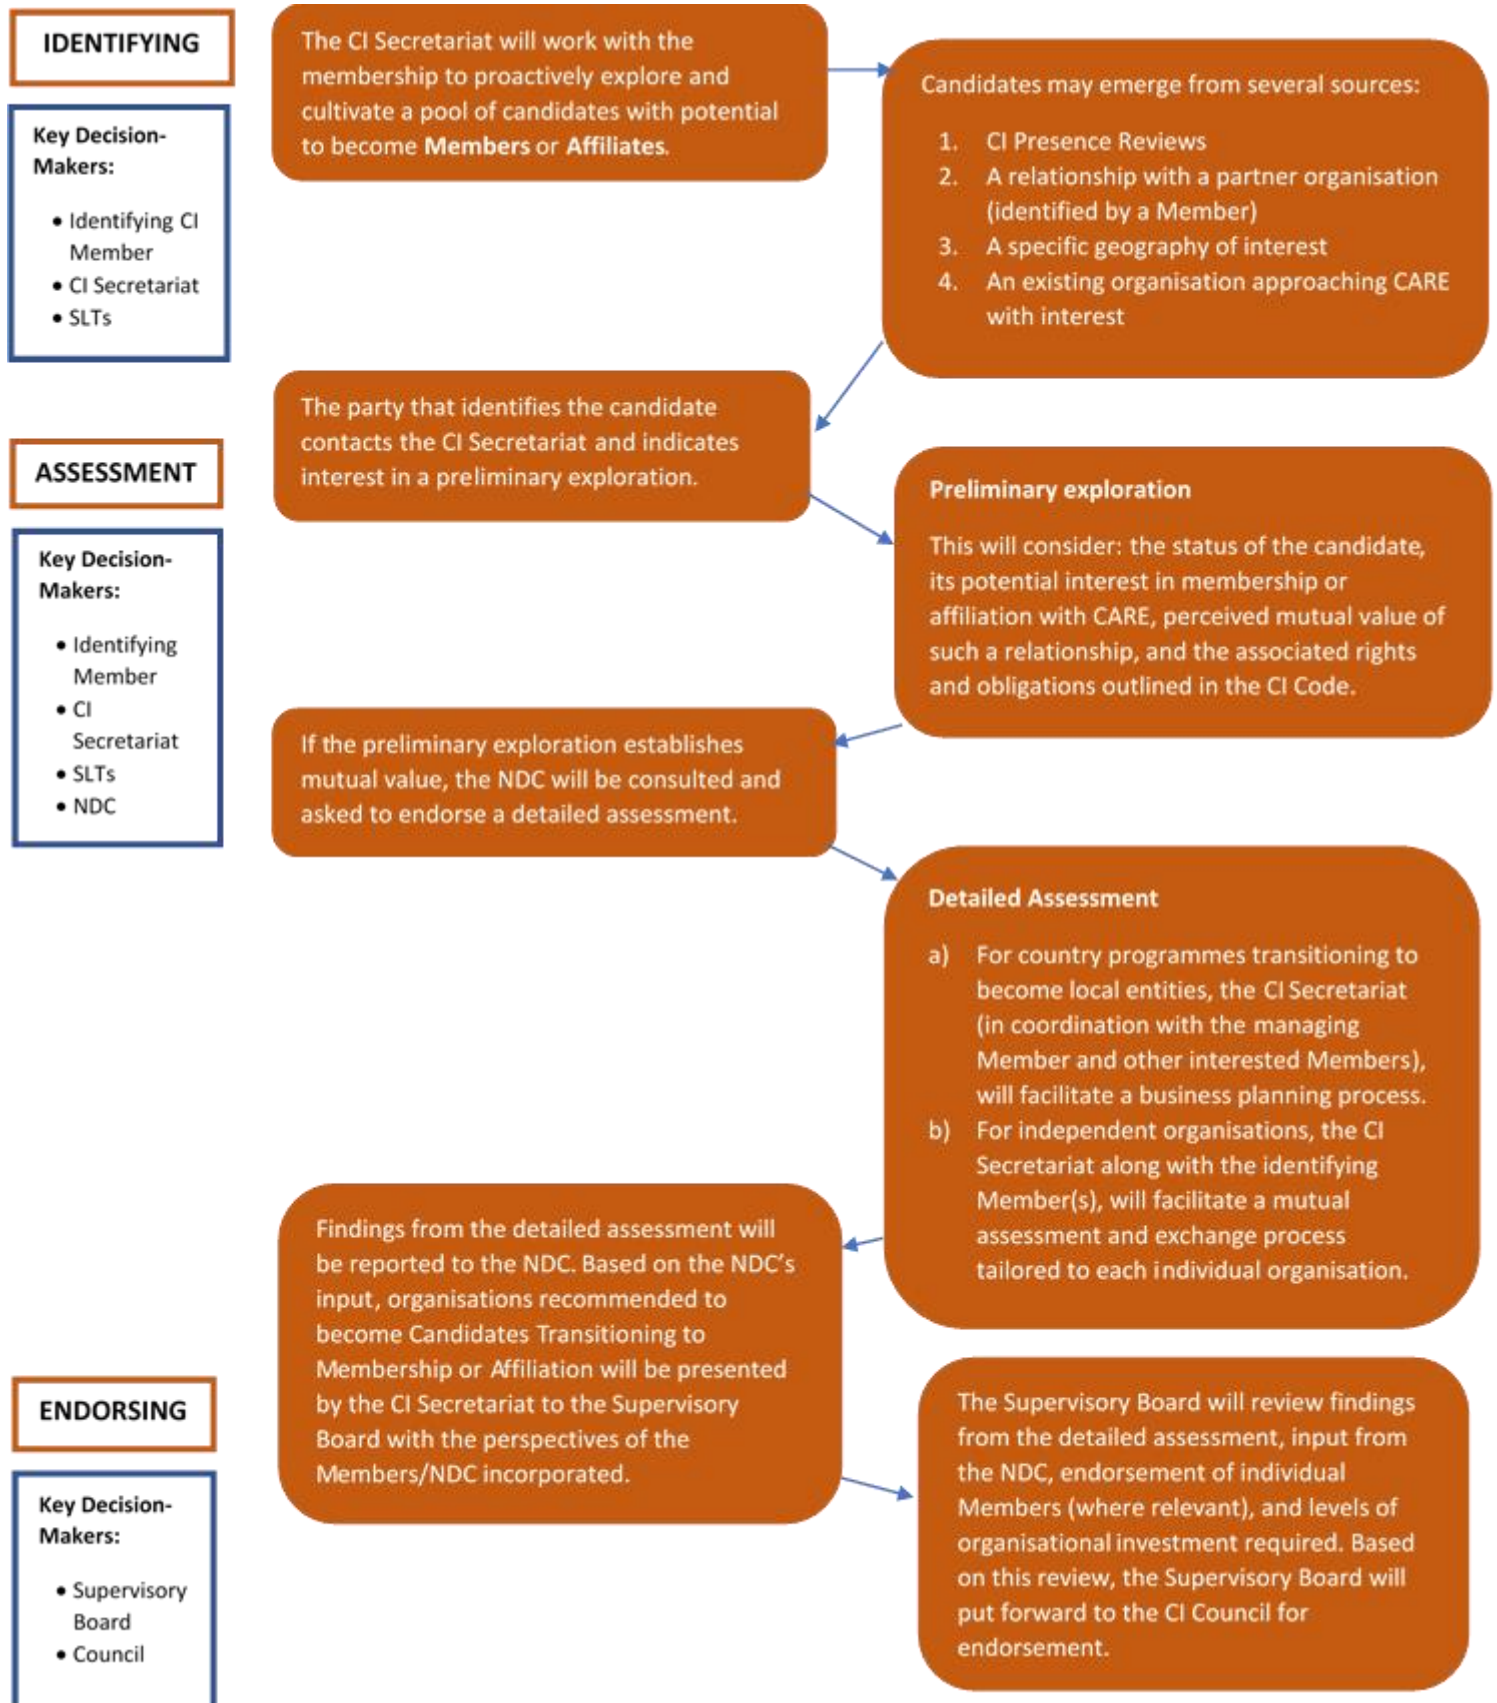 IDENTIFYING
Key Decision-
Makers:
• Identifying CI
Member
• CI Secretariat
• SLTs
The CI Secretariat will work with the
membership to proactively explore and
cultivate a pool of candidates with potential
to become Members or Affiliates.
Candidates may emerge from several sources:
1. CI Presence Reviews
2. A relationship with a partner organisation
(identified by a Member)
3. A specific geography of interest
4. An existing organisation approaching CARE
with interest
The party that identifies the candidate
contacts the CI Secretariat and indicates
interest in a preliminary exploration.
ASSESSMENT
Key Decision-
Makers:
• Identifying
Member
• CI
Secretariat
• SLTs
• NDC
Preliminary exploration
This will consider: the status of the candidate,
its potential interest in membership or
affiliation with CARE, perceived mutual value of
such a relationship, and the associated rights
and obligations outlined in the CI Code.
If the preliminary exploration establishes
mutual value, the NDC will be consulted and
asked to endorse a detailed assessment.
Detailed Assessment
a) For country programmes transitioning to
become local entities, the CI Secretariat
(in coordination with the managing
Member and other interested Members),
will facilitate a business planning process.
b) For independent organisations, the CI
Secretariat along with the identifying
Member(s), will facilitate a mutual
assessment and exchange process
tailored to each individual organisation.
Findings from the detailed assessment will
be reported to the NDC. Based on the NDC's
input, organisations recommended to
become Candidates Transitioning to
Membership or Affiliation will be presented
by the CI Secretariat to the Supervisory
Board with the perspectives of the
Members/NDC incorporated.
ENDORSING
Key Decision-
Makers:
• Supervisory
Board
• Council
The Supervisory Board will review findings
from the detailed assessment, input from
the NDC, endorsement of individual
Members (where relevant), and levels of
organisational investment required. Based
on this review, the Supervisory Board will
put forward to the CI Council for
endorsement.